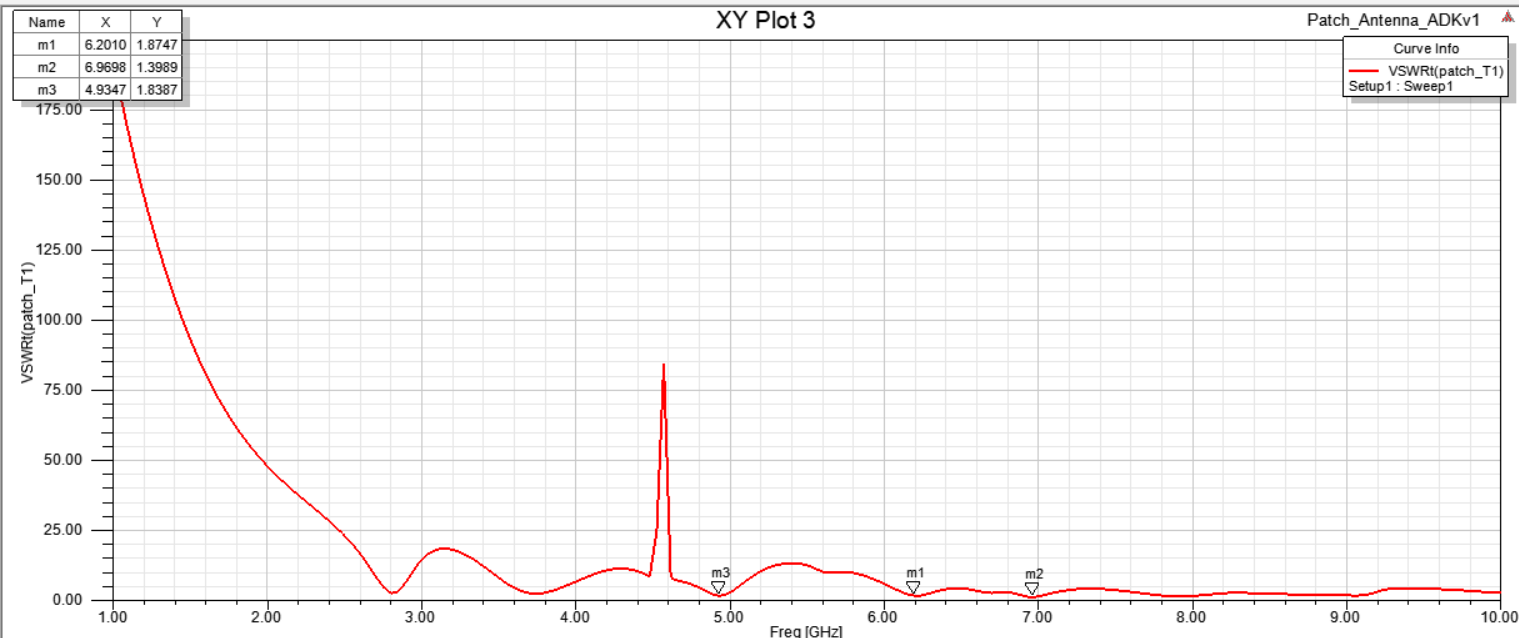 XY Plot 3
Patch_Antenna_ADKv1
Name X Y
m1 6.2010 1.8747
m2 6.9698 1.3989
m3 4.9347 1.8387
Curve Info
VSWRt(patch_T1)
Setup1 : Sweep1
VSWRt(patch_T1)
175.00
150.00
125.00
100.00
75.00
50.00
25.00
0.00
m3
m1
m2
1.00 2.00 3.00 4.00 5.00 6.00 7.00 8.00 9.00 10.00
Freq [GHz]